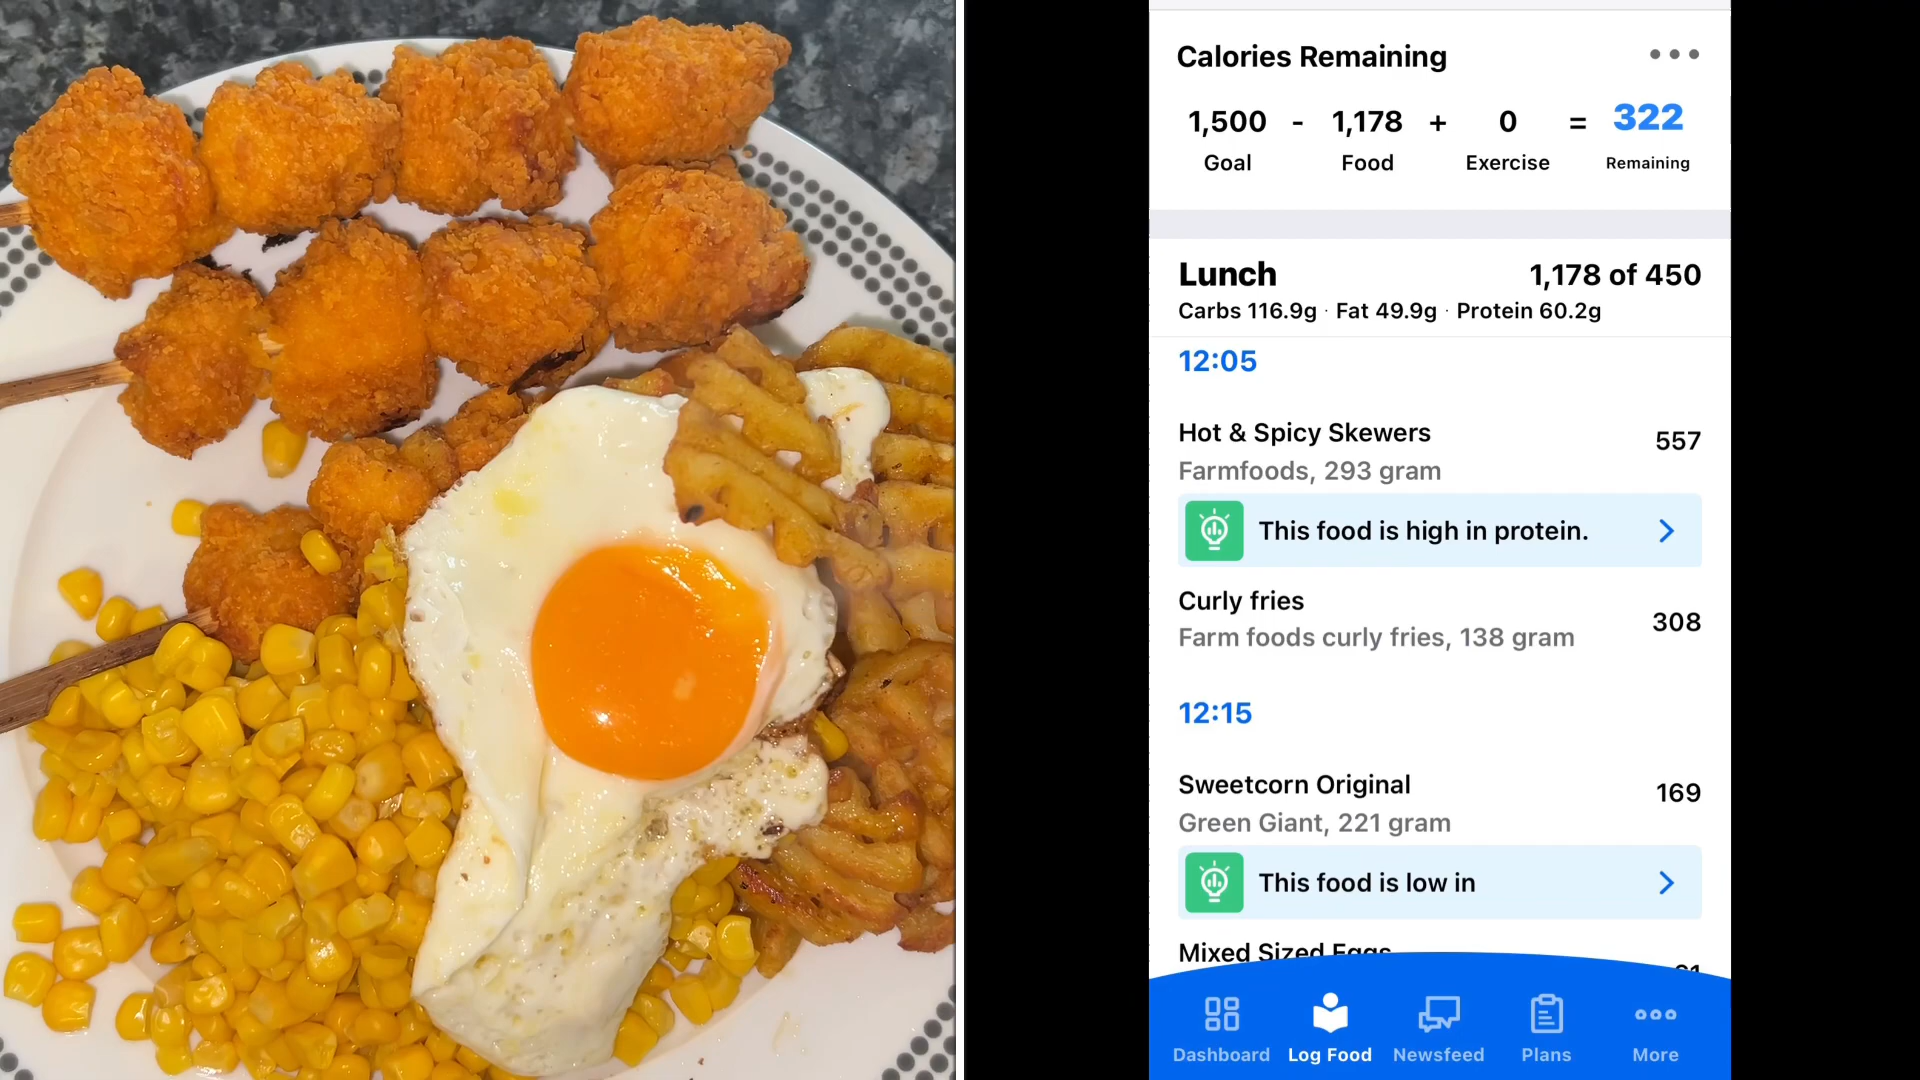 Calories Remaining
1,500 - 1,178 + 0 = 322
Goal Food Exercise Remaining
Lunch 1,178 of 450
Carbs 116.9g · Fat 49.9g · Protein 60.2g
12:05
Hot & Spicy Skewers 557
Farmfoods, 293 gram
This food is high in protein.
Curly fries 308
Farm foods curly fries, 138 gram
12:15
Sweetcorn Original 169
Green Giant, 221 gram
This food is low in
Mixed Sized Eggs
Dashboard Log Food Newsfeed Plans More